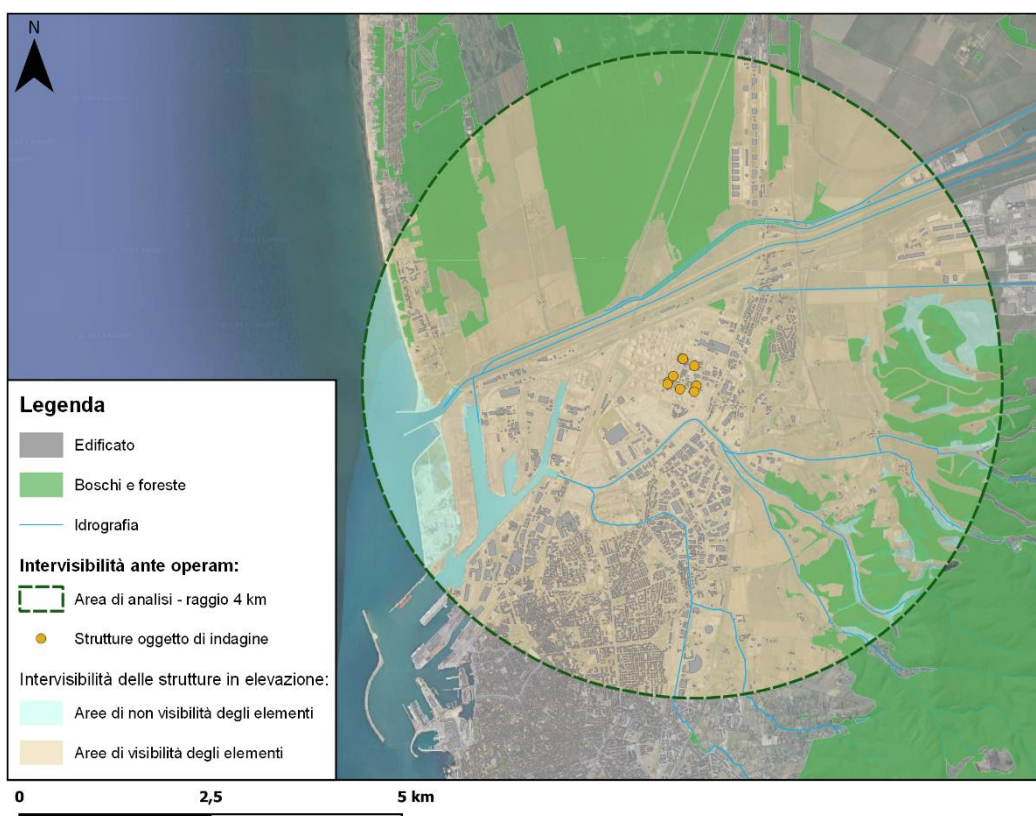 N
Legenda
Edificato
Boschi e foreste
Idrografia
Intervisibilità ante operam:
Area di analisi - raggio 4 km
Strutture oggetto di indagine
Intervisibilità delle strutture in elevazione:
Aree di non visibilità degli elementi
Aree di visibilità degli elementi
0 2,5 5 km